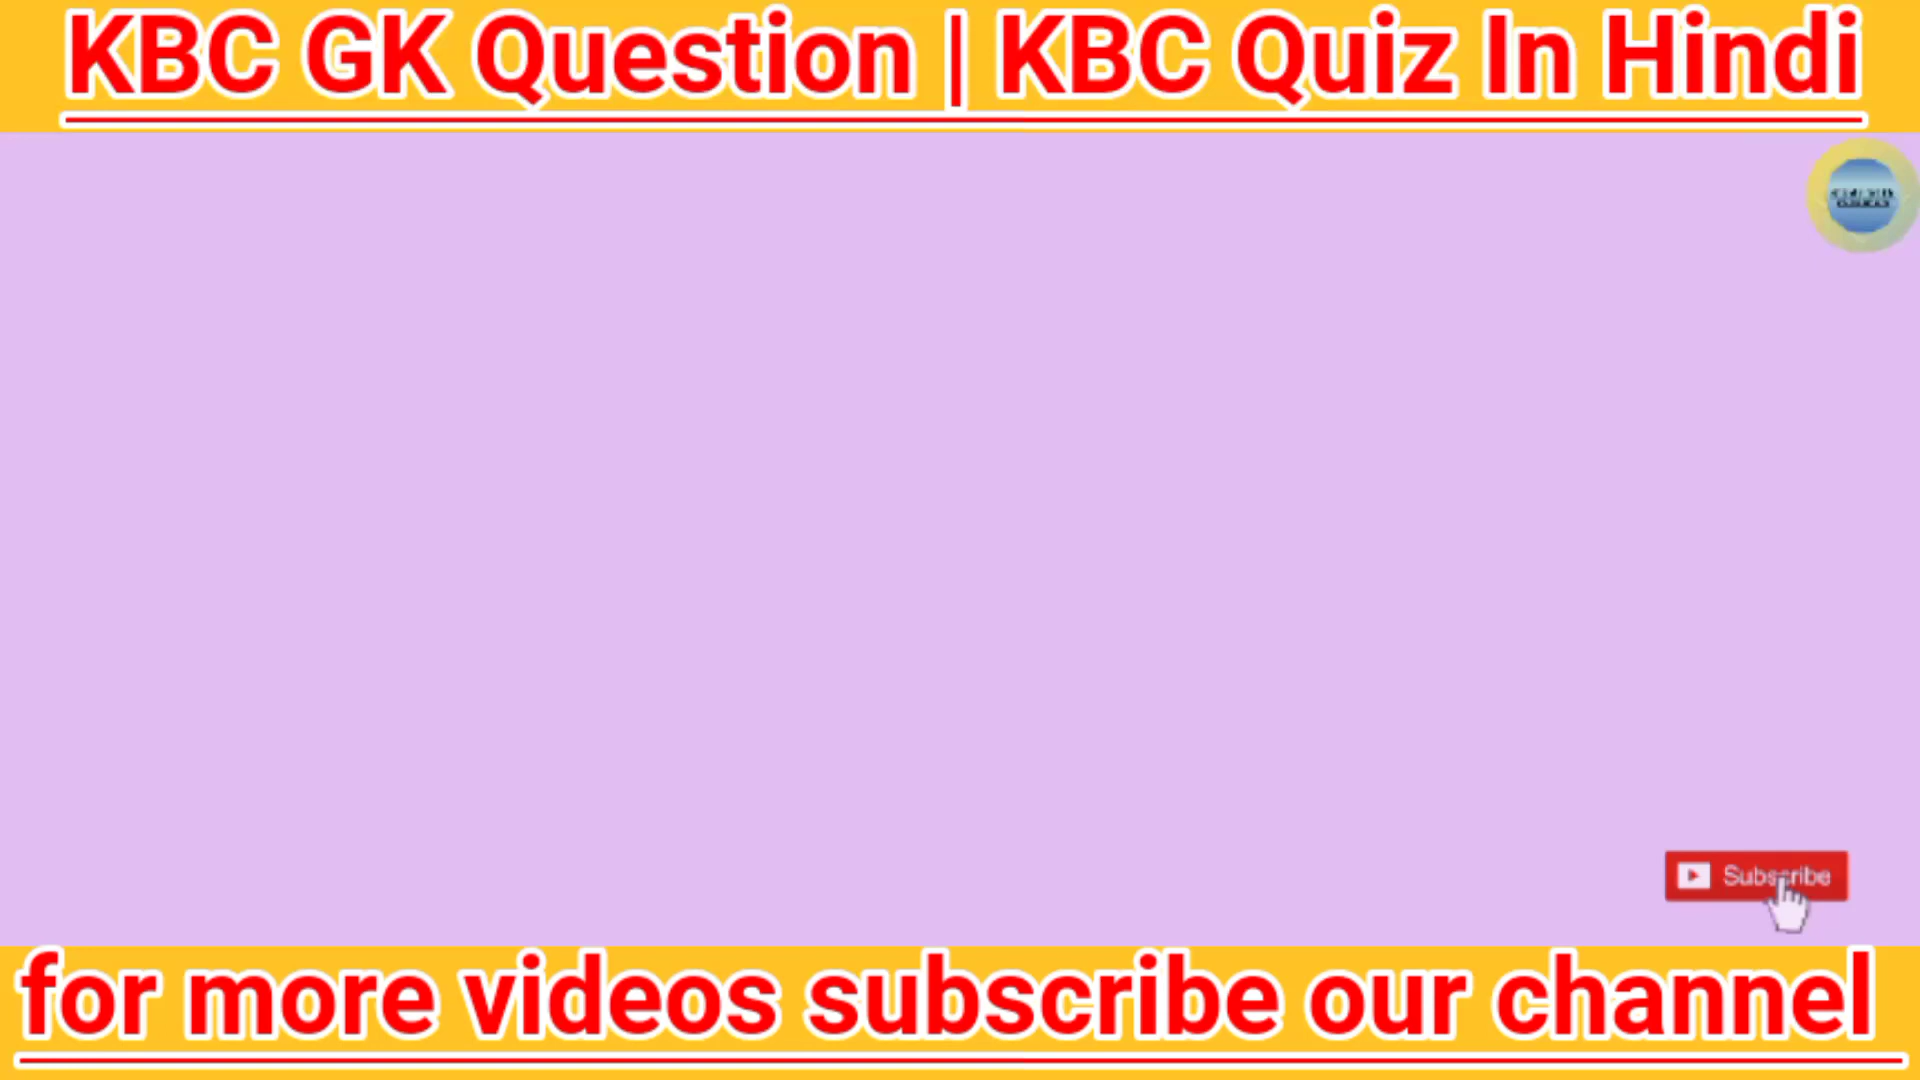 KBC GK Question | KBC Quiz In Hindi
Subscribe
for more videos subscribe our channel